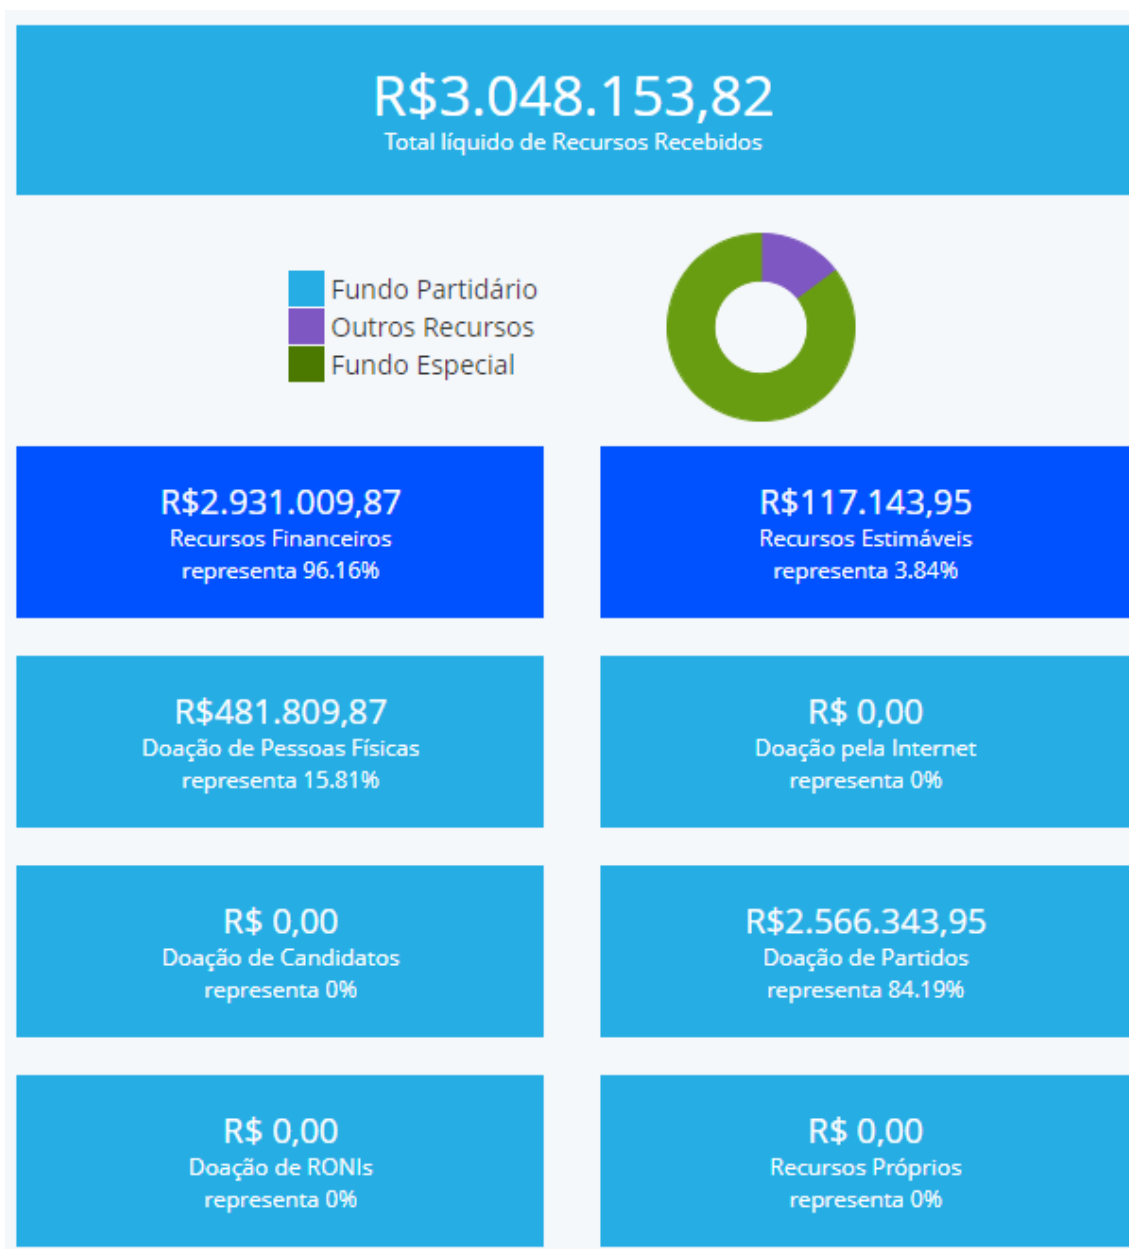 R$3.048.153,82
Total líquido de Recursos Recebidos
Fundo Partidário
Outros Recursos
Fundo Especial
R$2.931.009,87
Recursos Financeiros
representa 96.16%
R$117.143,95
Recursos Estimáveis
representa 3.84%
R$481.809,87
Doação de Pessoas Físicas
representa 15.81%
R$ 0,00
Doação pela Internet
representa 0%
R$ 0,00
Doação de Candidatos
representa 0%
R$2.566.343,95
Doação de Partidos
representa 84.19%
R$ 0,00
Doação de RONIs
representa 0%
R$ 0,00
Recursos Próprios
representa 0%